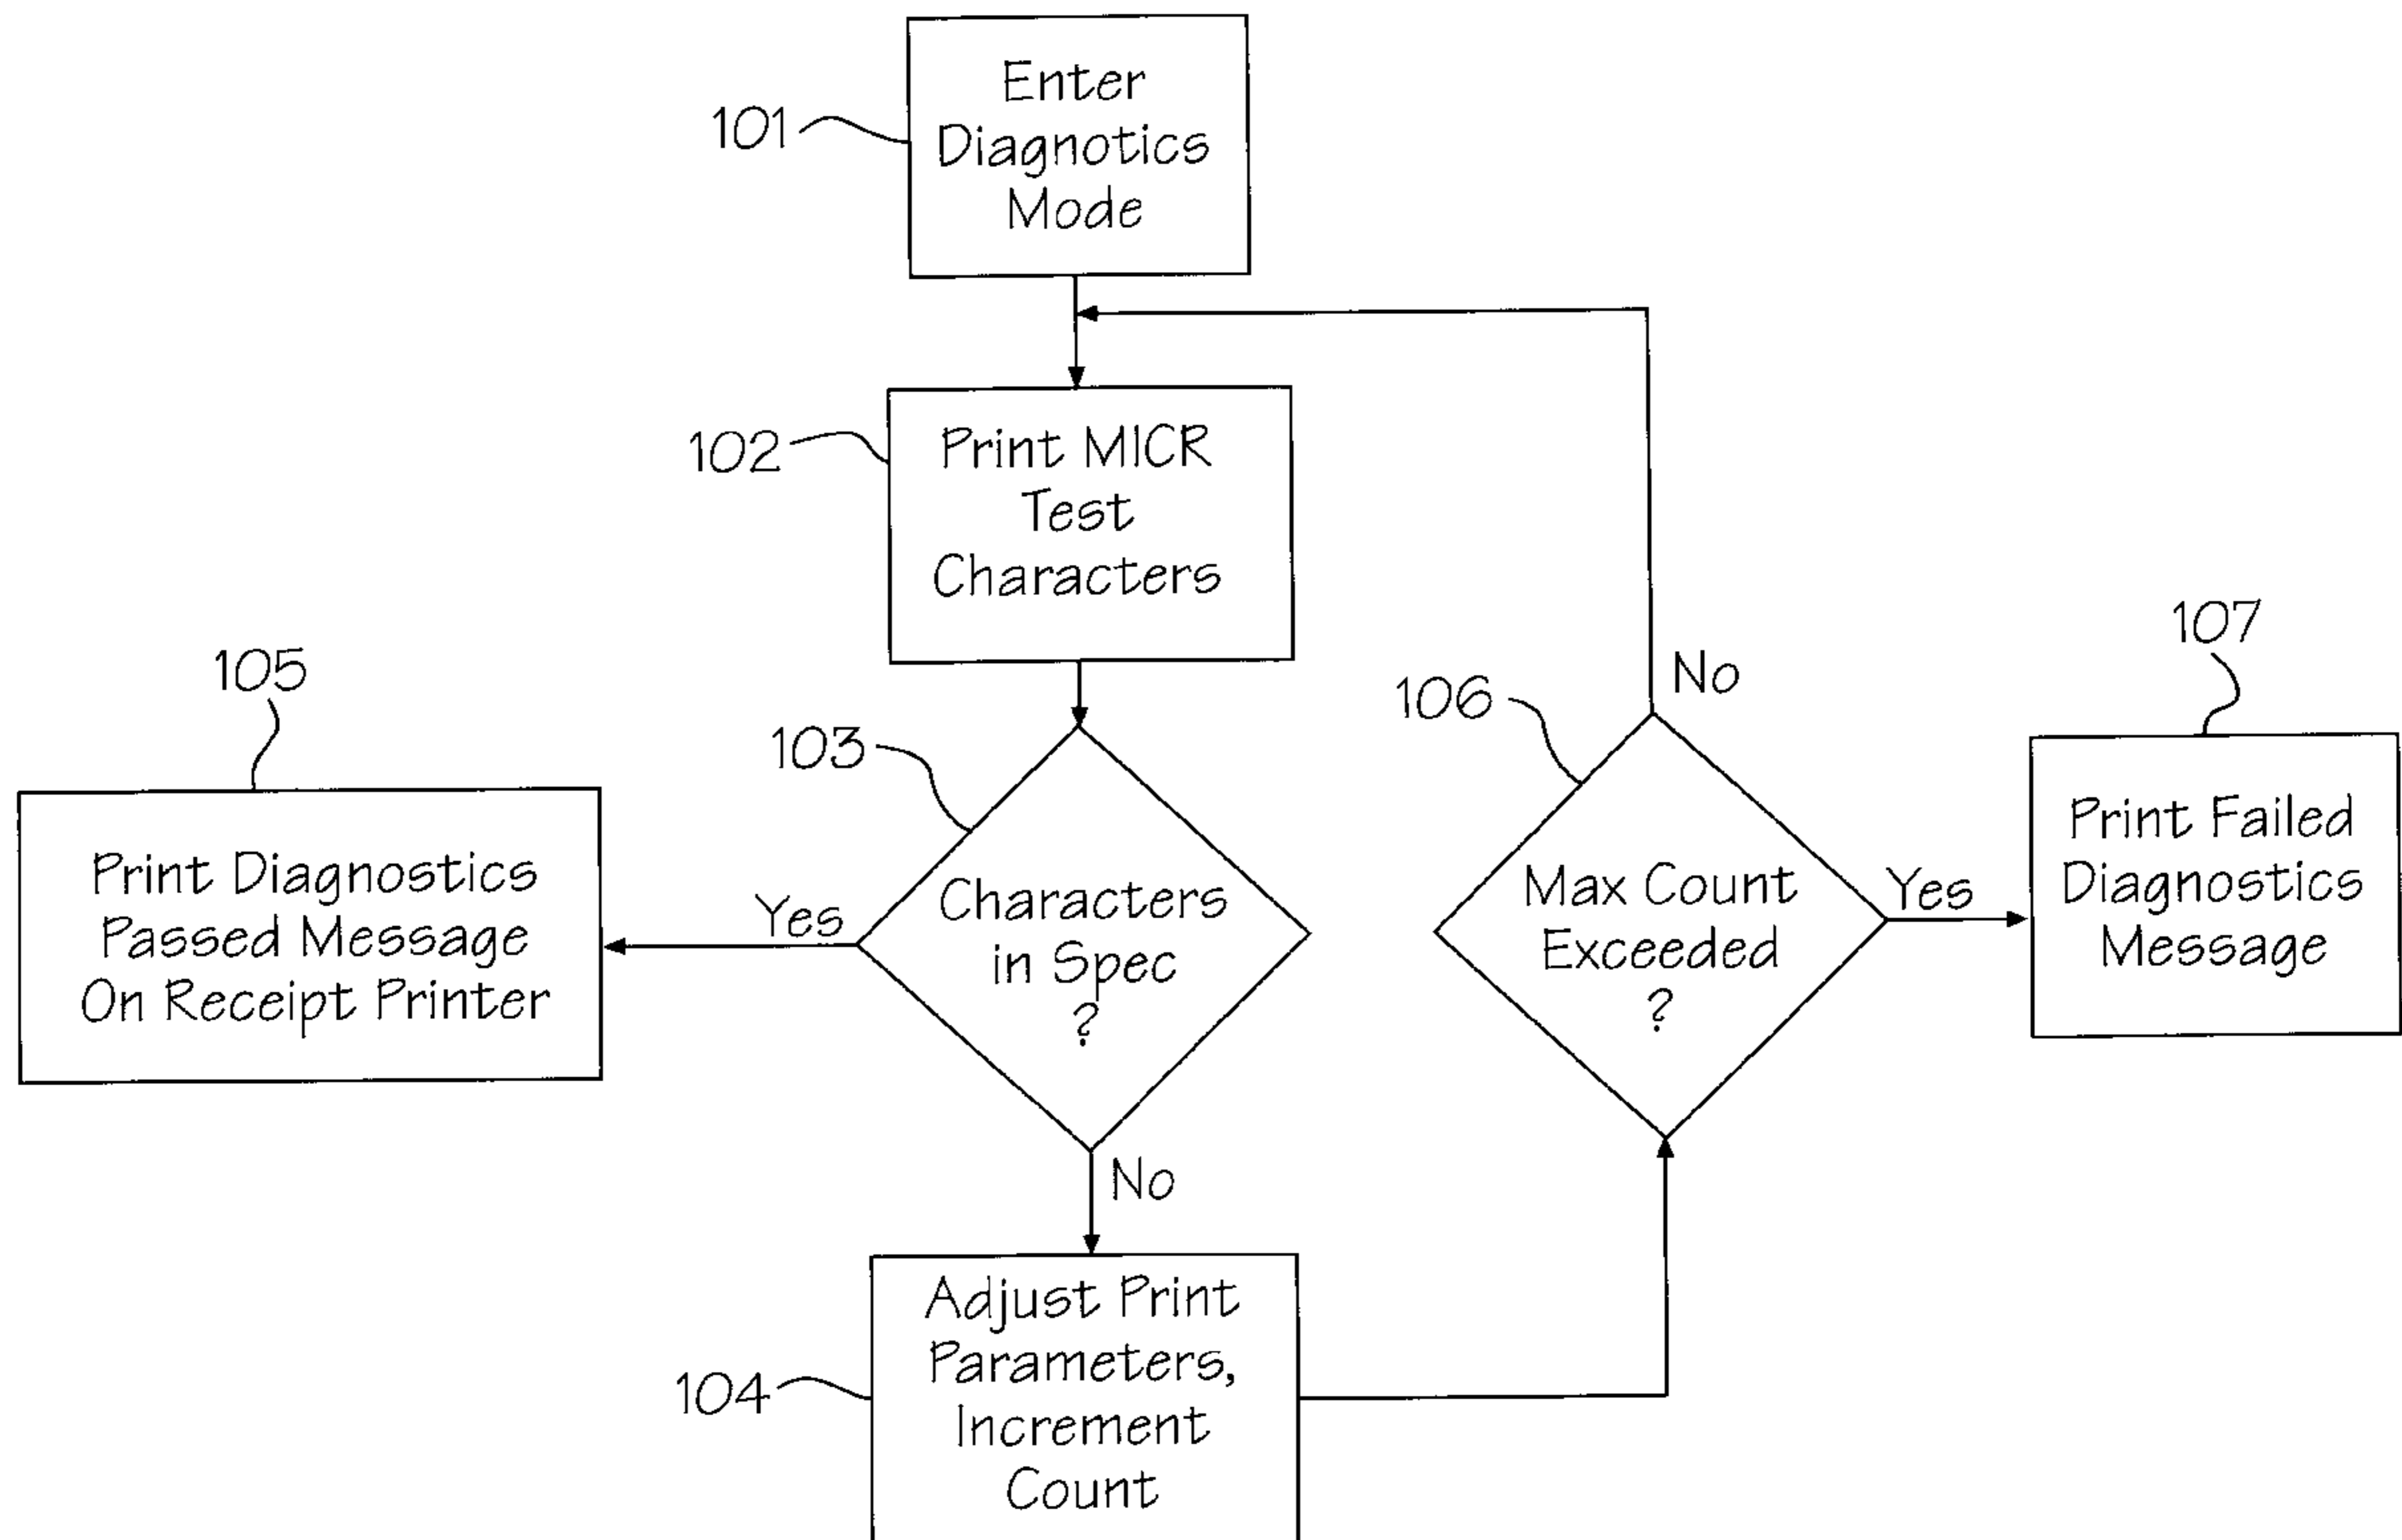 101
Enter
Diagnotics
Mode
102
Print MICR
Test
Characters
103
Characters
in Spec
?
Yes
No
105
Print Diagnostics
Passed Message
On Receipt Printer
104
Adjust Print
Parameters,
Increment
Count
106
Max Count
Exceeded
?
No
Yes
107
Print Failed
Diagnostics
Message